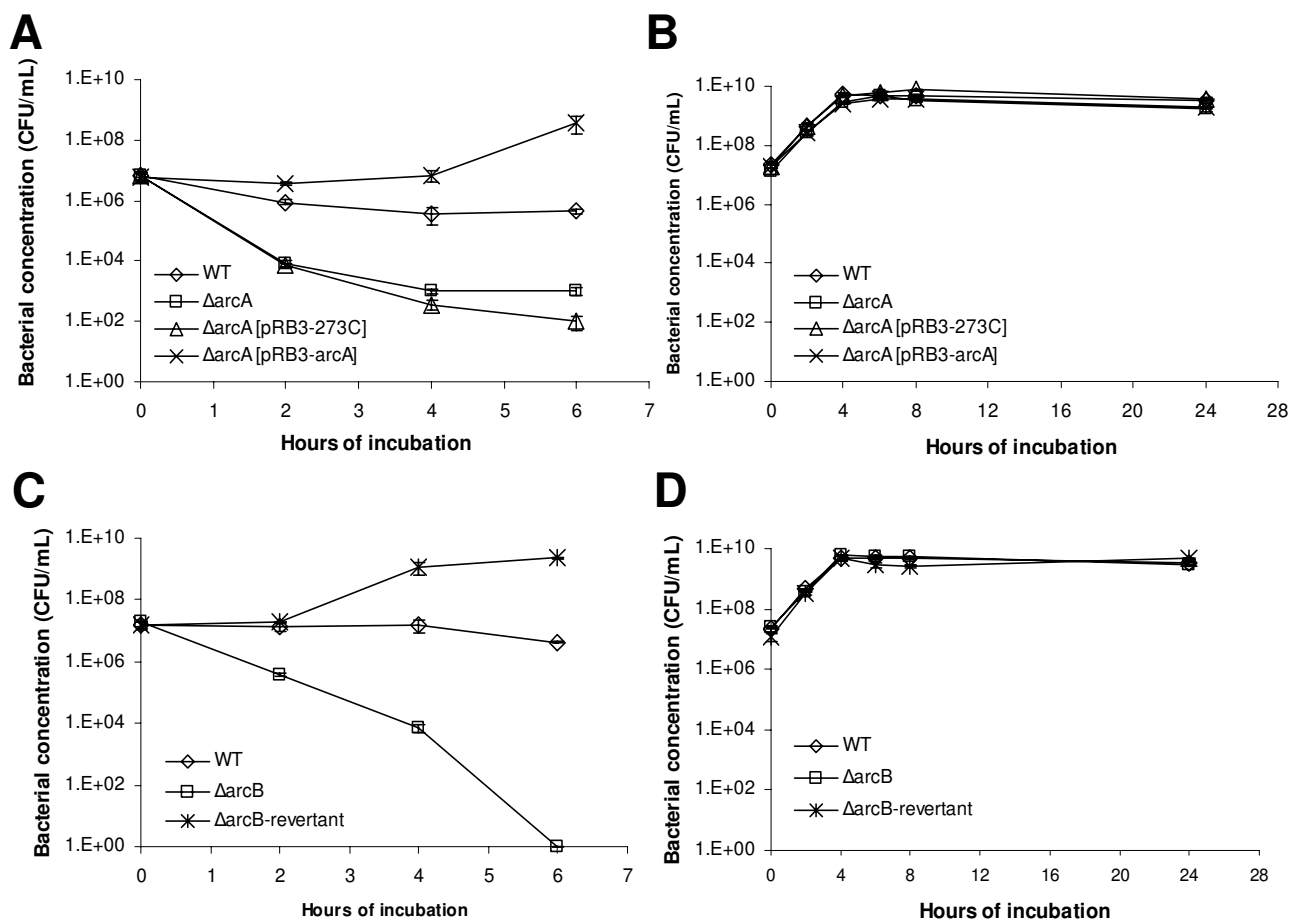 A
Bacterial concentration (CFU/mL)
1.E+10
1.E+08
1.E+06
1.E+04
1.E+02
1.E+00
WT
ΔarcA
ΔarcA[pRB3-273C]
ΔarcA[pRB3-arcA]
0 1 2 3 4 5 6 7
Hours of incubation
B
Bacterial concentration (CFU/mL)
1.E+10
1.E+08
1.E+06
1.E+04
1.E+02
1.E+00
WT
ΔarcA
ΔarcA[pRB3-273C]
ΔarcA[pRB3-arcA]
0 4 8 12 16 20 24 28
Hours of incubation
C
Bacterial concentration (CFU/mL)
1.E+10
1.E+08
1.E+06
1.E+04
1.E+02
1.E+00
WT
ΔarcB
ΔarcB-revertant
0 1 2 3 4 5 6 7
Hours of incubation
D
Bacterial concentration (CFU/mL)
1.E+10
1.E+08
1.E+06
1.E+04
1.E+02
1.E+00
WT
ΔarcB
ΔarcB-revertant
0 4 8 12 16 20 24 28
Hours of incubation